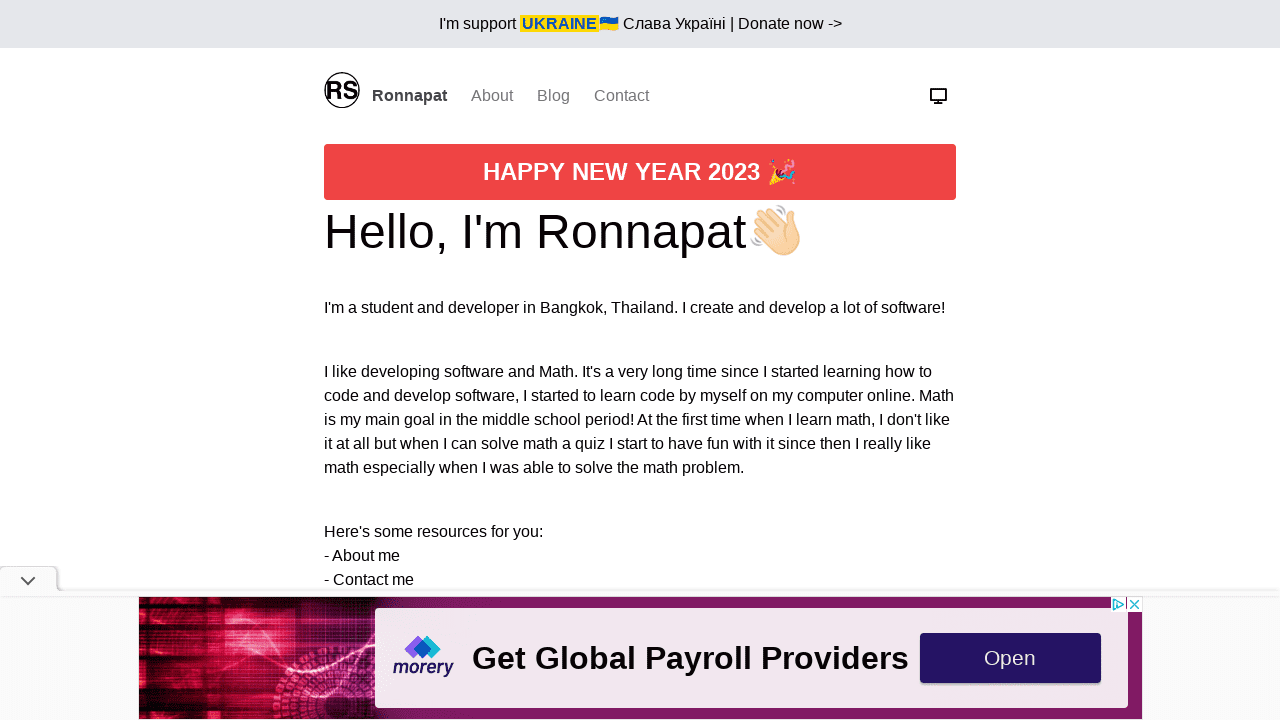 I'm support UKRAINE🇺🇦 Слава Україні | Donate now ->
RS Ronnapat About Blog Contact
HAPPY NEW YEAR 2023 🎉
Hello, I'm Ronnapat👋🏻
I'm a student and developer in Bangkok, Thailand. I create and develop a lot of software!
I like developing software and Math. It's a very long time since I started learning how to
code and develop software, I started to learn code by myself on my computer online. Math
is my main goal in the middle school period! At the first time when I learn math, I don't like
it at all but when I can solve math a quiz I start to have fun with it since then I really like
math especially when I was able to solve the math problem.
Here's some resources for you:
- About me
- Contact me
morery
Get Global Payroll Providers
Open